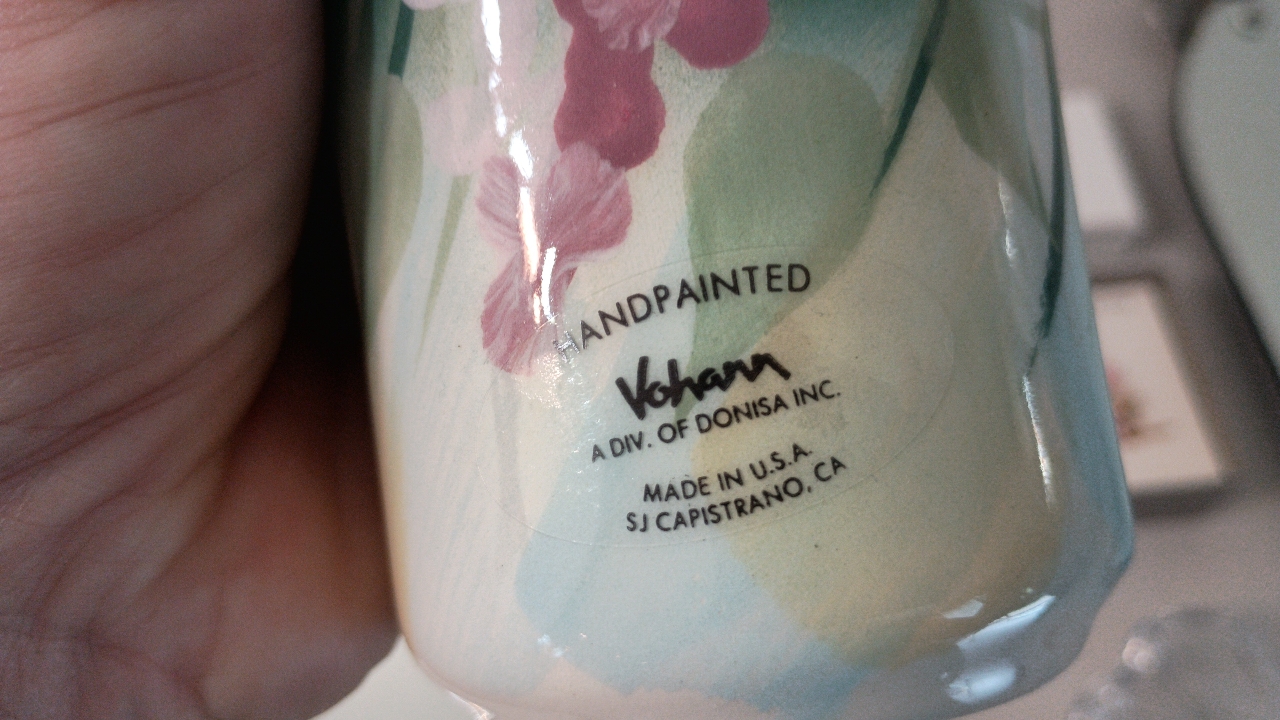 HANDPAINTED
Vohann
A DIV. OF DONISA INC.
MADE IN U.S.A.
SJ CAPISTRANO, CA